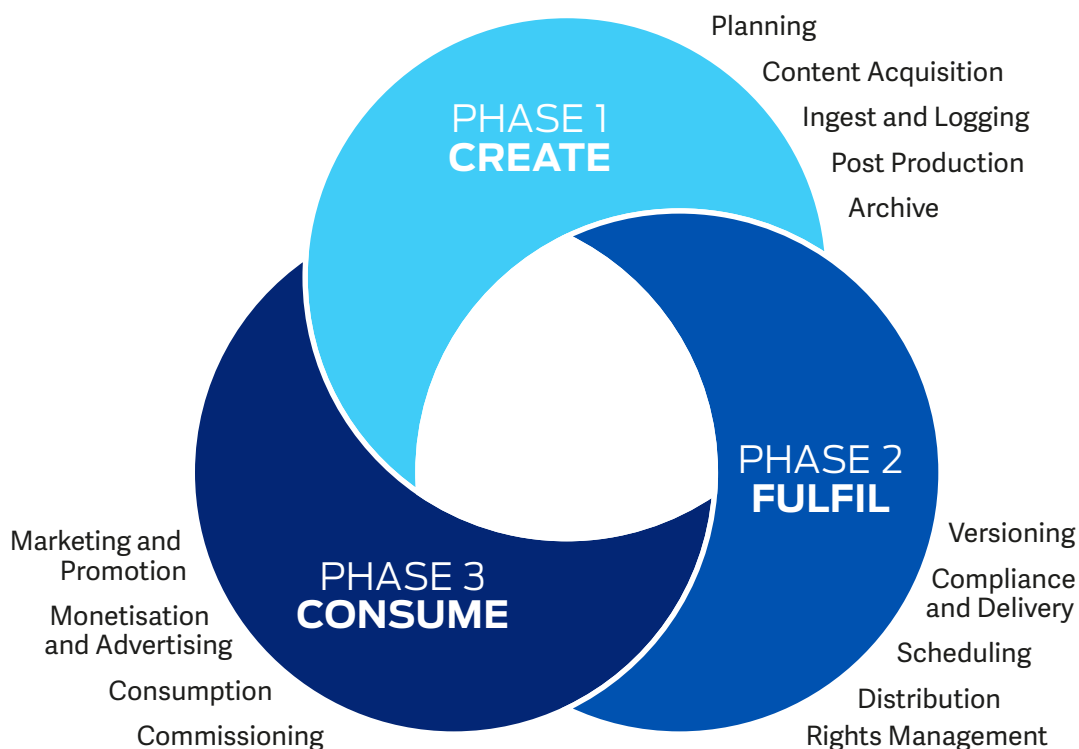 PHASE 1
CREATE
Planning
Content Acquisition
Ingest and Logging
Post Production
Archive
PHASE 2
FULFIL
Versioning
Compliance
and Delivery
Scheduling
Distribution
Rights Management
PHASE 3
CONSUME
Marketing and
Promotion
Monetisation
and Advertising
Consumption
Commissioning